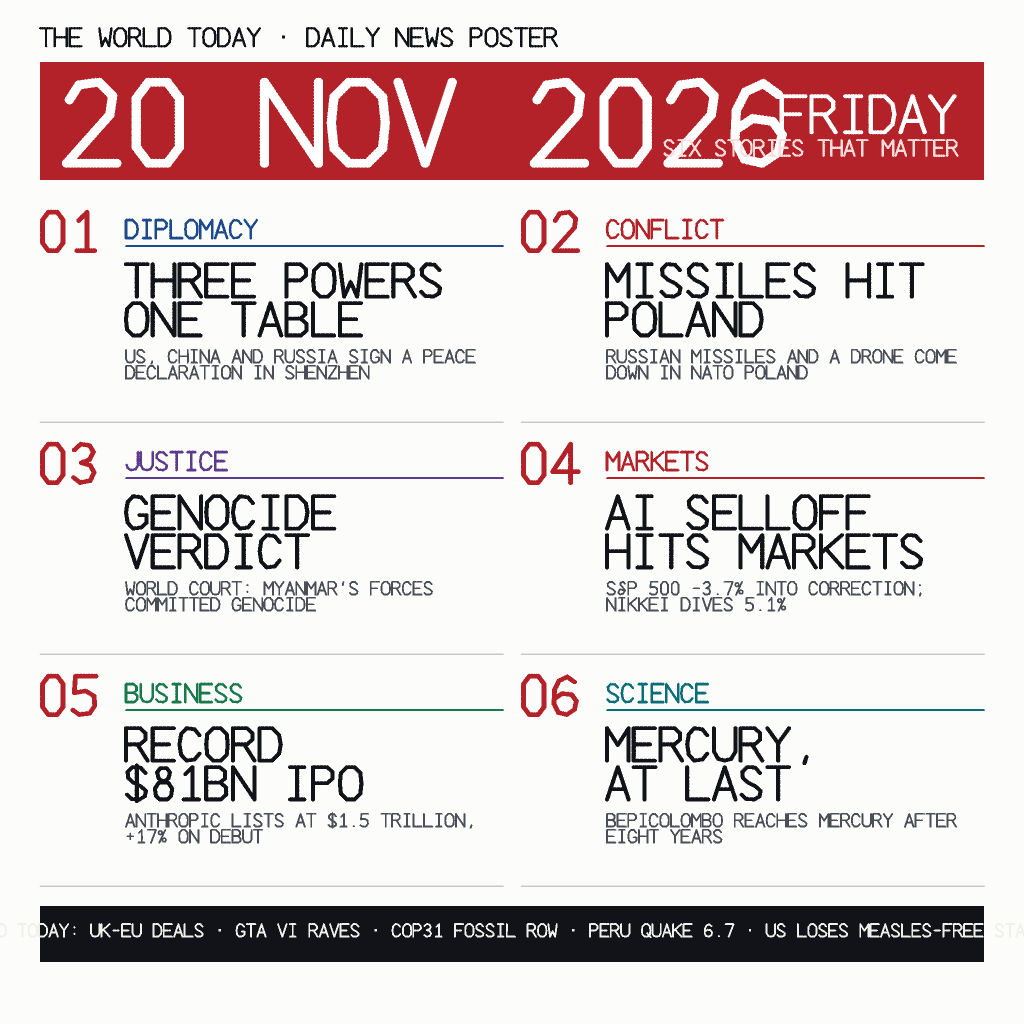 THE WORLD TODAY · DAILY NEWS POSTER
20 NOV 2026
FRIDAY
SIX STORIES THAT MATTER
01 DIPLOMACY
THREE POWERS
ONE TABLE
US, CHINA AND RUSSIA SIGN A PEACE
DECLARATION IN SHENZHEN
02 CONFLICT
MISSILES HIT
POLAND
RUSSIAN MISSILES AND A DRONE COME
DOWN IN NATO POLAND
03 JUSTICE
GENOCIDE
VERDICT
WORLD COURT: MYANMAR'S FORCES
COMMITTED GENOCIDE
04 MARKETS
AI SELLOFF
HITS MARKETS
S&P 500 -3.7% INTO CORRECTION;
NIKKEI DIVES 5.1%
05 BUSINESS
RECORD
$81BN IPO
ANTHROPIC LISTS AT $1.5 TRILLION,
+17% ON DEBUT
06 SCIENCE
MERCURY,
AT LAST
BEPICOLOMBO REACHES MERCURY AFTER
EIGHT YEARS
TODAY: UK-EU DEALS · GTA VI RAVES · COP31 FOSSIL ROW · PERU QUAKE 6.7 · US LOSES MEASLES-FREE